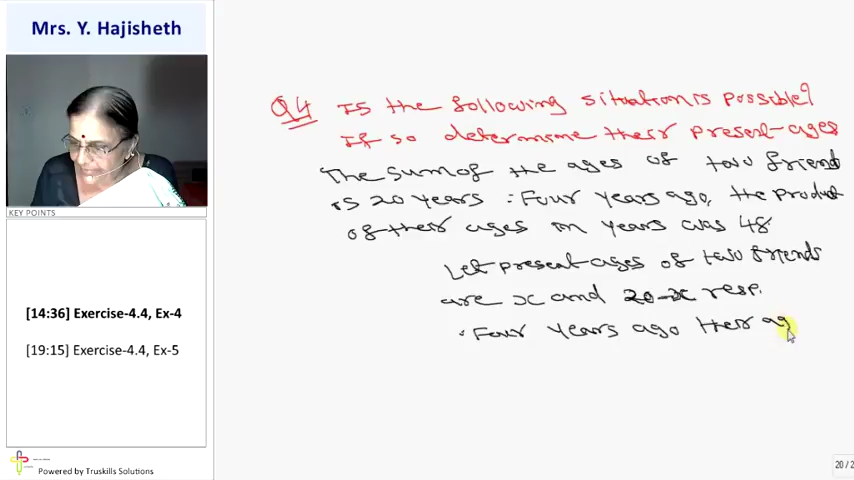 Mrs. Y. Hajisheth
Q4 Is the following situation is possible?
If so determine their present ages
The sum of the ages of two friend
is 20 years . Four years ago, the product
of their ages in years was 48
Let present ages of two friends
are x and 20-x resp.
. Four years ago their ag
KEY POINTS
[14:36] Exercise-4.4, Ex-4
[19:15] Exercise-4.4, Ex-5
Powered by Truskills Solutions
20 / 2